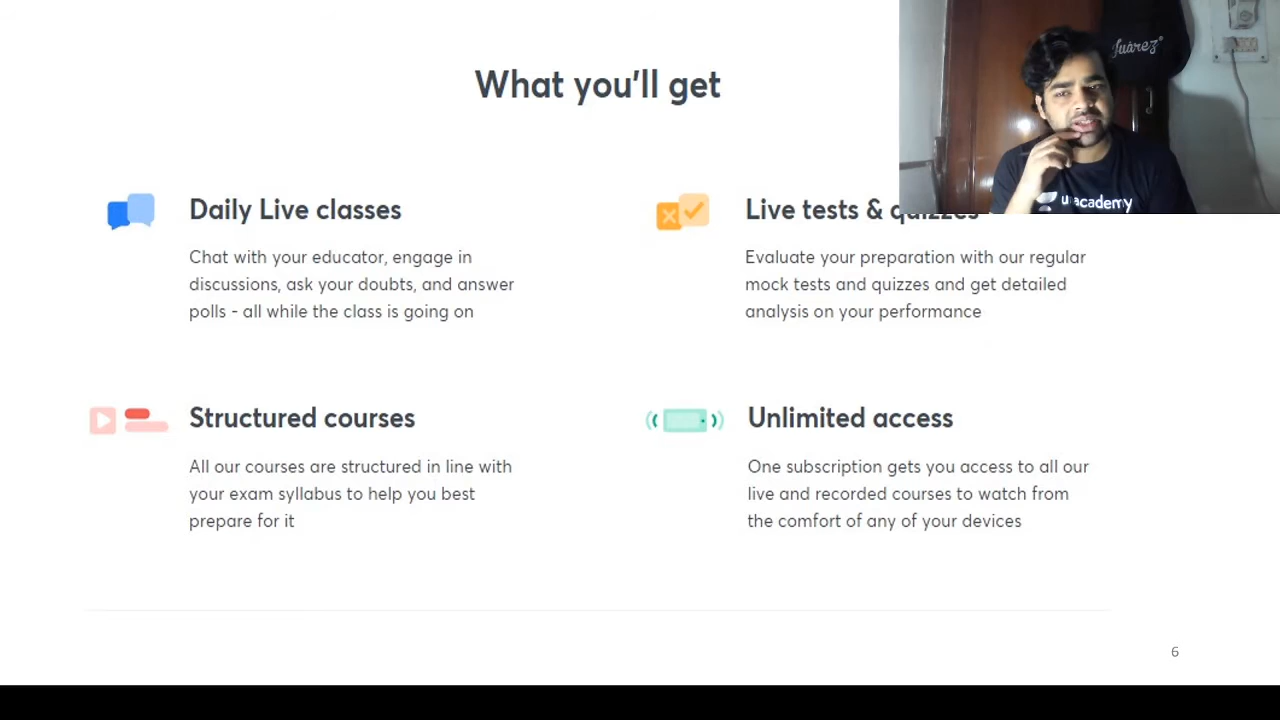 What you'll get
Juárez
unacademy
Daily Live classes
Chat with your educator, engage in
discussions, ask your doubts, and answer
polls - all while the class is going on
Live tests & quizzes
Evaluate your preparation with our regular
mock tests and quizzes and get detailed
analysis on your performance
Structured courses
All our courses are structured in line with
your exam syllabus to help you best
prepare for it
Unlimited access
One subscription gets you access to all our
live and recorded courses to watch from
the comfort of any of your devices
6